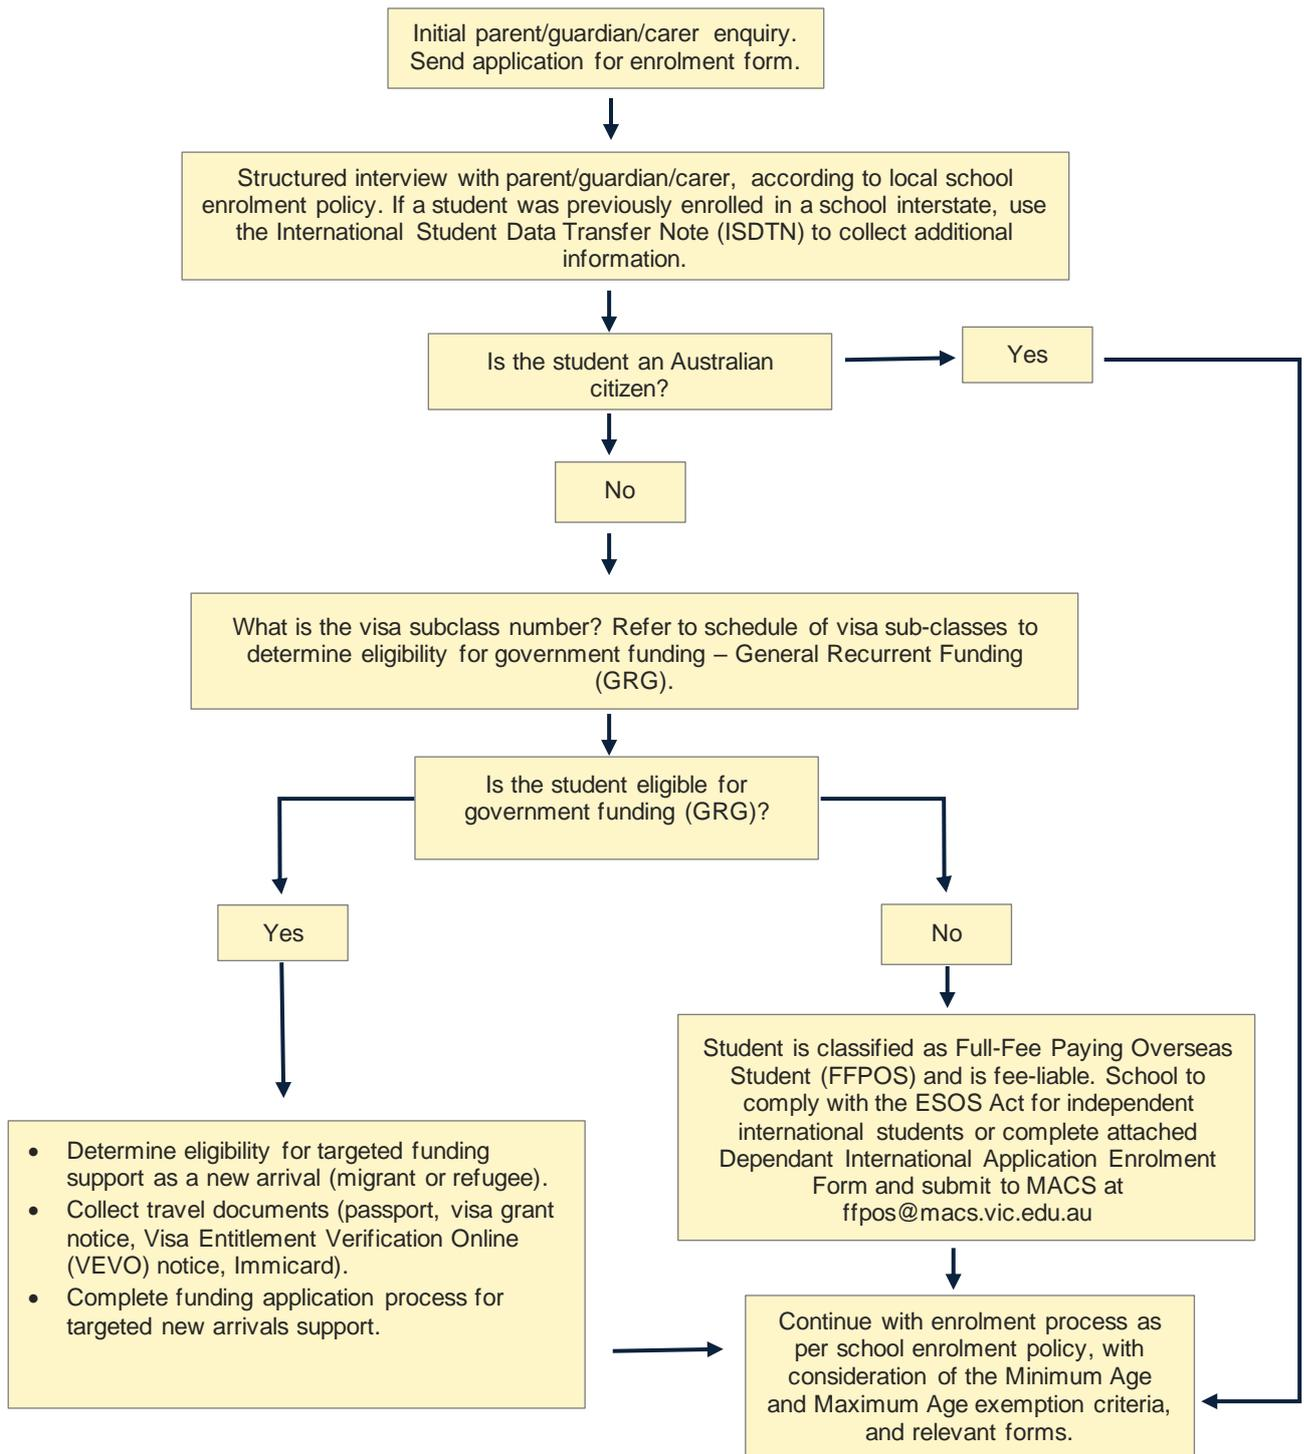 Initial parent/guardian/carer enquiry.
Send application for enrolment form.
Structured interview with parent/guardian/carer, according to local school
enrolment policy. If a student was previously enrolled in a school interstate, use
the International Student Data Transfer Note (ISDTN) to collect additional
information.
Is the student an Australian
citizen?
Yes
No
What is the visa subclass number? Refer to schedule of visa sub-classes to
determine eligibility for government funding – General Recurrent Funding
(GRG).
Is the student eligible for
government funding (GRG)?
Yes
No
Student is classified as Full-Fee Paying Overseas
Student (FFPOS) and is fee-liable. School to
comply with the ESOS Act for independent
international students or complete attached
Dependant International Application Enrolment
Form and submit to MACS at
ffpos@macs.vic.edu.au
• Determine eligibility for targeted funding
support as a new arrival (migrant or refugee).
• Collect travel documents (passport, visa grant
notice, Visa Entitlement Verification Online
(VEVO) notice, Immicard).
• Complete funding application process for
targeted new arrivals support.
Continue with enrolment process as
per school enrolment policy, with
consideration of the Minimum Age
and Maximum Age exemption criteria,
and relevant forms.